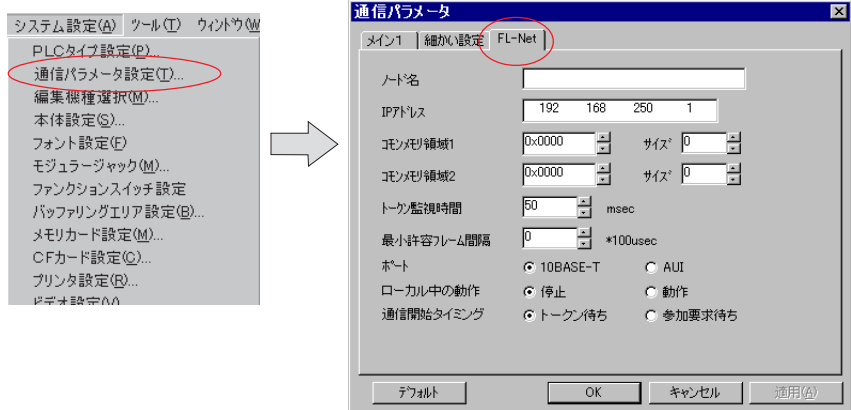 システム設定(A) ツール(T) ウィンドウ(W
PLCタイプ設定(P)...
通信パラメータ設定(T)...
編集機種選択(M)...
本体設定(S)...
フォント設定(F)
モジュラージャック(M)...
ファンクションスイッチ設定
バッファリングエリア設定(B)...
メモリカード設定(M)...
CFカード設定(C)...
プリンタ設定(R)...
ビデオ設定(V)
通信パラメータ
メイン1 細かい設定 FL-Net
ノード名
IPアドレス 192 168 250 1
コモンメモリ領域1 0x0000 サイズ 0
コモンメモリ領域2 0x0000 サイズ 0
トークン監視時間 50 msec
最小許容フレーム間隔 0 *100usec
ポート 10BASE-T AUI
ローカル中の動作 停止 動作
通信開始タイミング トークン待ち 参加要求待ち
デフォルト OK キャンセル 適用(A)